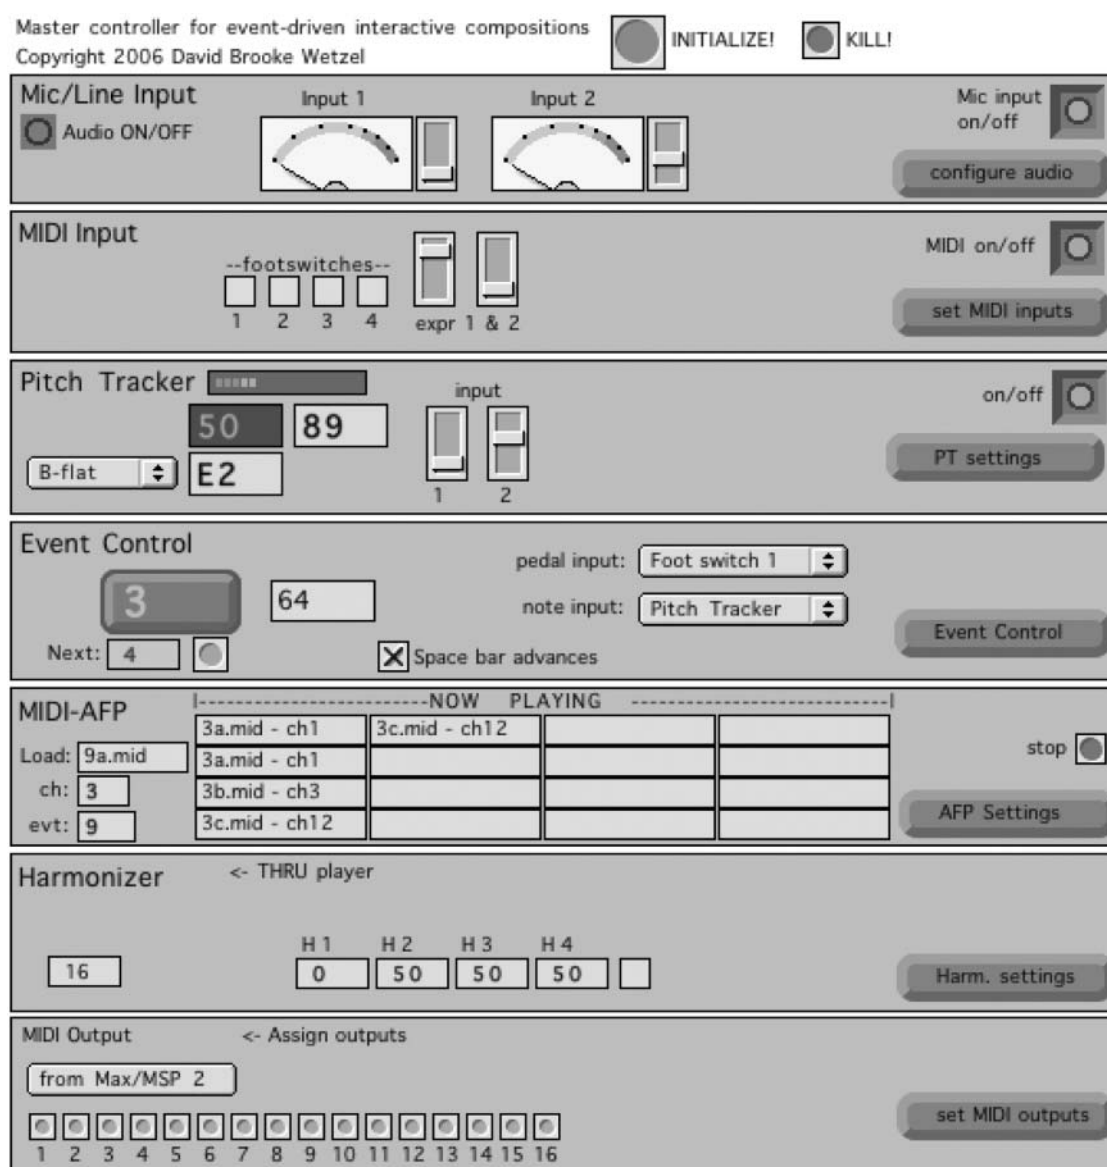 Master controller for event-driven interactive compositions
Copyright 2006 David Brooke Wetzel
INITIALIZE!
KILL!
Mic/Line Input
Audio ON/OFF
Input 1
Input 2
Mic input
on/off
configure audio
MIDI Input
--footswitches--
1 2 3 4
expr 1 & 2
MIDI on/off
set MIDI inputs
Pitch Tracker
50
89
B-flat
E2
input
1 2
on/off
PT settings
Event Control
3
64
Next: 4
pedal input: Foot switch 1
note input: Pitch Tracker
Space bar advances
Event Control
MIDI-AFP
|-----------------------NOW PLAYING --------------------------|
Load: 9a.mid
ch: 3
evt: 9
3a.mid - ch1 3c.mid - ch12
3a.mid - ch1
3b.mid - ch3
3c.mid - ch12
stop
AFP Settings
Harmonizer
<- THRU player
16
H 1 H 2 H 3 H 4
0 50 50 50
Harm. settings
MIDI Output
<- Assign outputs
from Max/MSP 2
1 2 3 4 5 6 7 8 9 10 11 12 13 14 15 16
set MIDI outputs